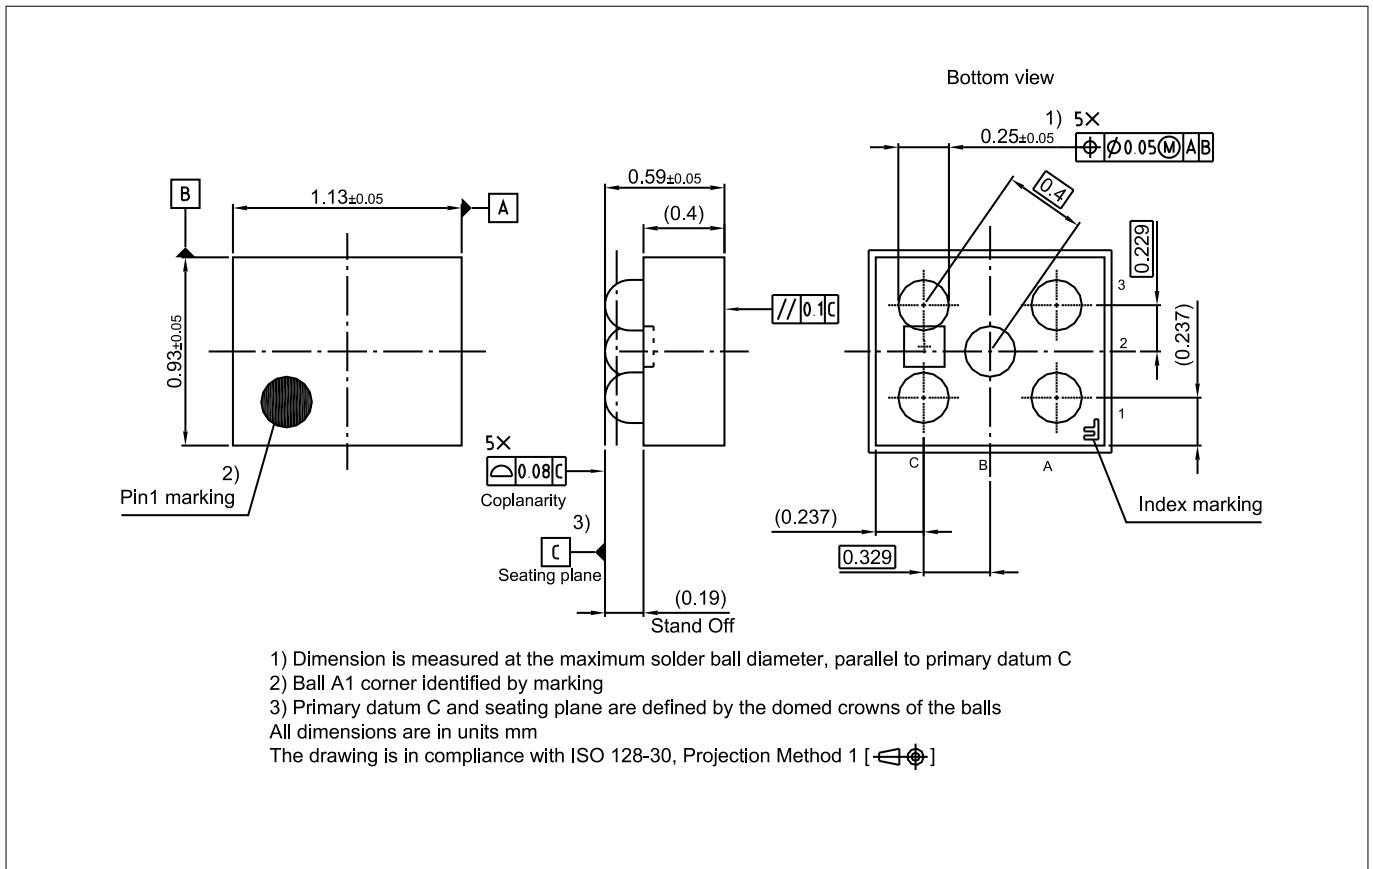 Bottom view
1) 5X
0.25±0.05
⌖ Ø0.05Ⓜ A B
0.59±0.05
0.4
B
1.13±0.05
A
(0.4)
0.229
3
// 0.1 C
0.93±0.05
2
(0.237)
1
5X
⌓ 0.08 C
Coplanarity
C
B
A
2)
Pin1 marking
Index marking
3)
(0.237)
C
0.329
Seating plane
(0.19)
Stand Off
1) Dimension is measured at the maximum solder ball diameter, parallel to primary datum C
2) Ball A1 corner identified by marking
3) Primary datum C and seating plane are defined by the domed crowns of the balls
All dimensions are in units mm
The drawing is in compliance with ISO 128-30, Projection Method 1 [ ]